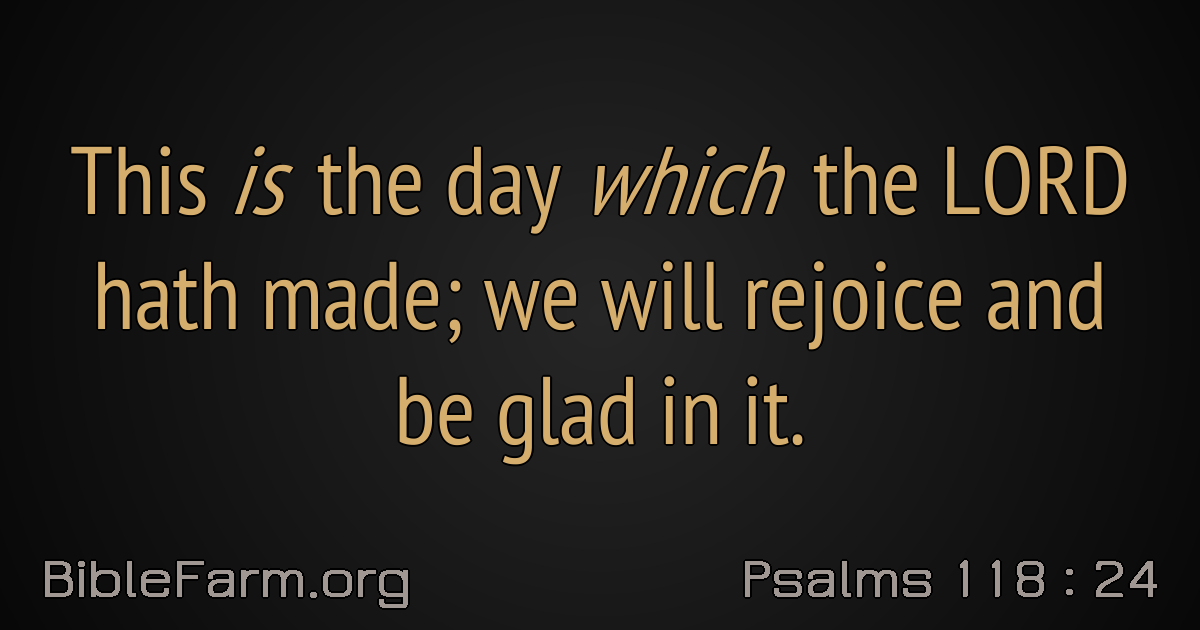 This is the day which the LORD
hath made; we will rejoice and
be glad in it.
BibleFarm.org
Psalms 118 : 24